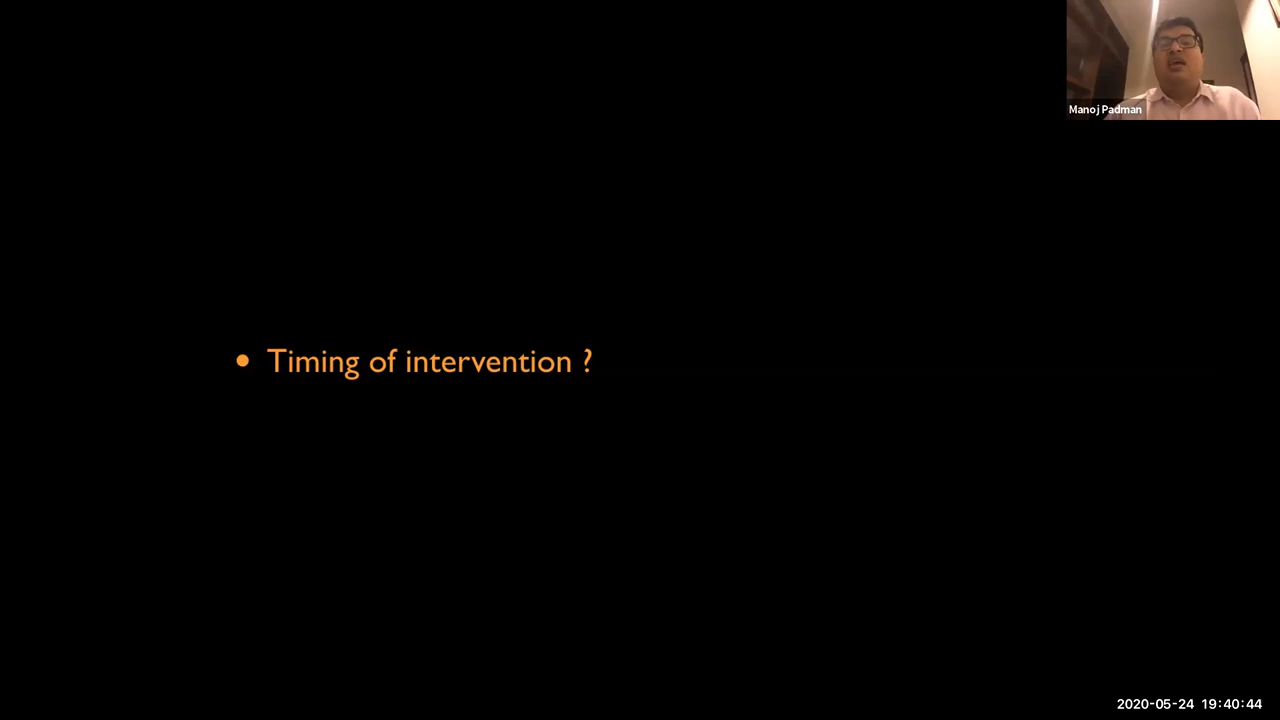 Manoj Padman
• Timing of intervention ?
2020-05-24 19:40:44